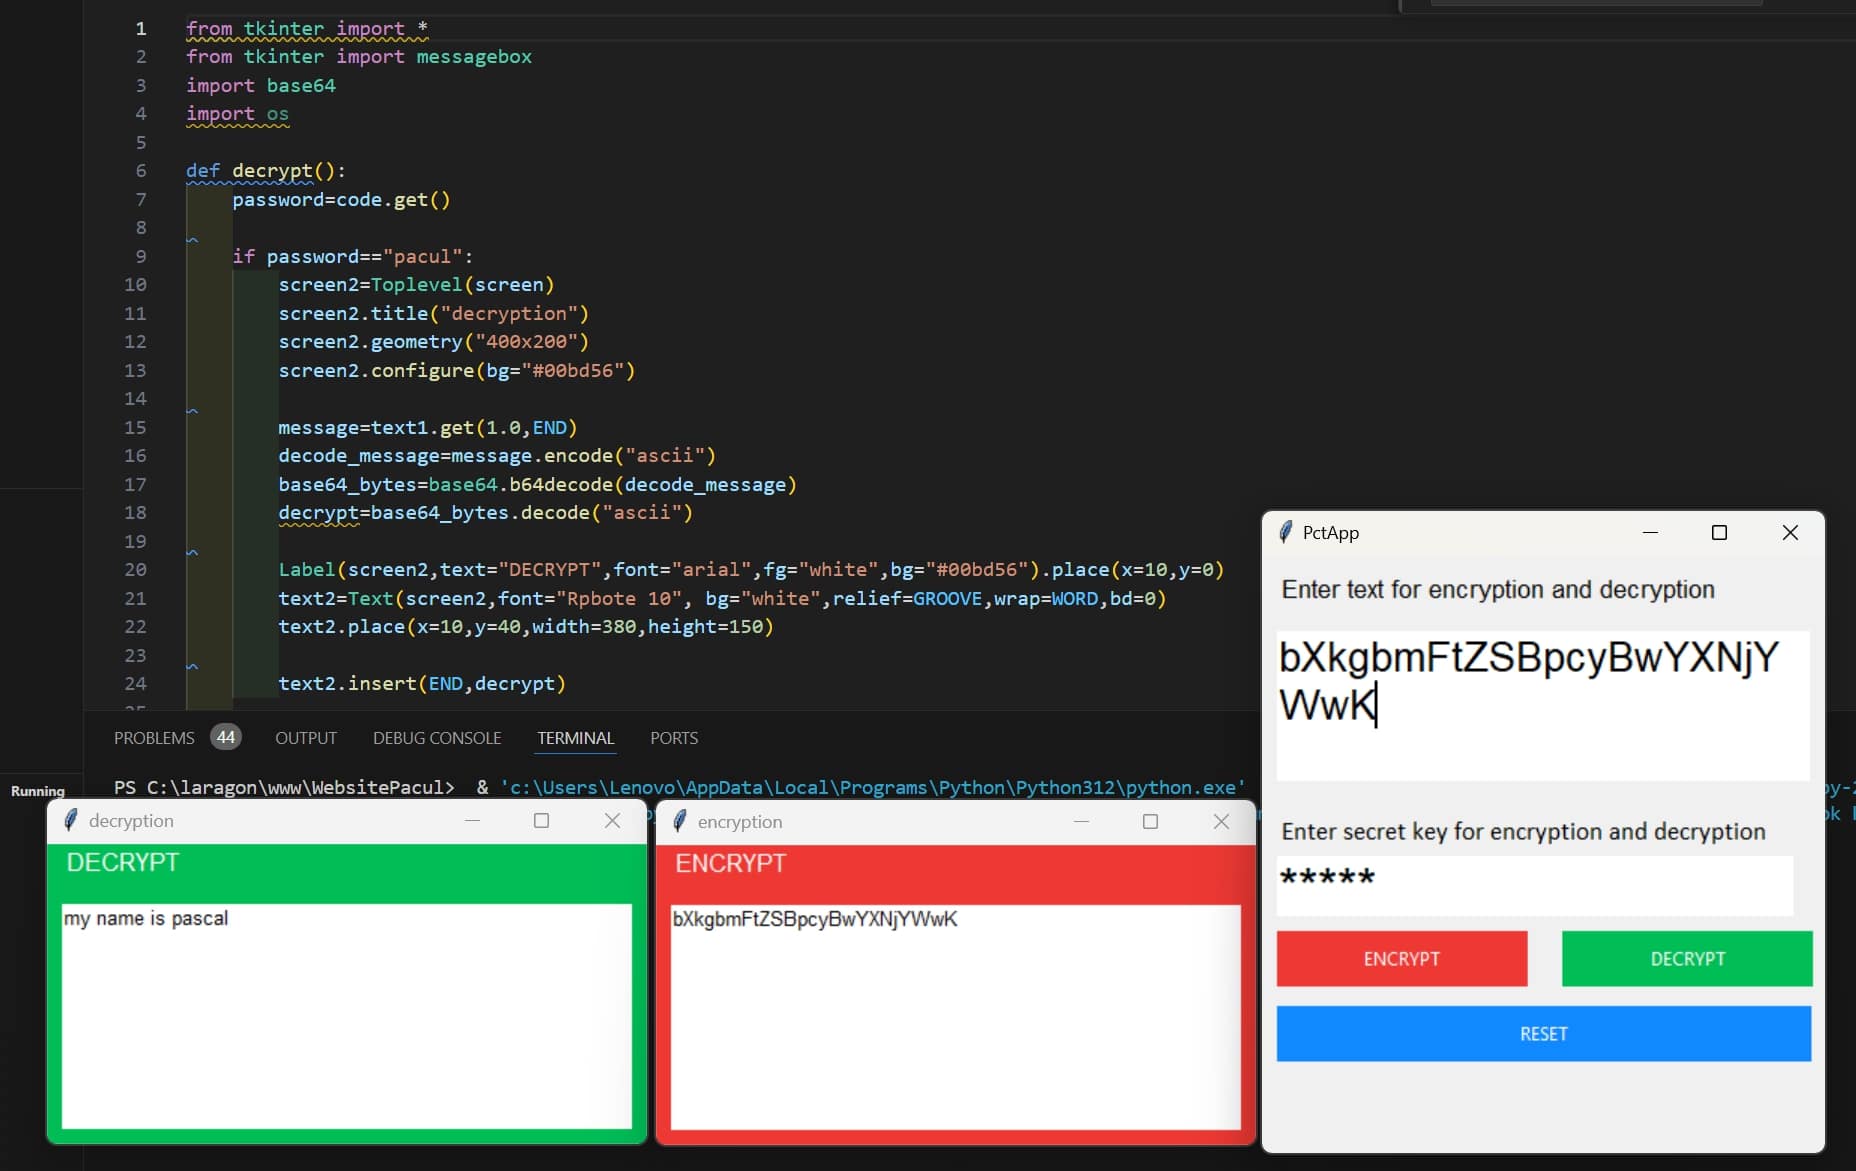 1 from tkinter import *
2 from tkinter import messagebox
3 import base64
4 import os
5
6 def decrypt():
7 password=code.get()
8
9 if password=="pacul":
10 screen2=Toplevel(screen)
11 screen2.title("decryption")
12 screen2.geometry("400x200")
13 screen2.configure(bg="#00bd56")
14
15 message=text1.get(1.0,END)
16 decode_message=message.encode("ascii")
17 base64_bytes=base64.b64decode(decode_message)
18 decrypt=base64_bytes.decode("ascii")
19
20 Label(screen2,text="DECRYPT",font="arial",fg="white",bg="#00bd56").place(x=10,y=0)
21 text2=Text(screen2,font="Rpbote 10", bg="white",relief=GROOVE,wrap=WORD,bd=0)
22 text2.place(x=10,y=40,width=380,height=150)
23
24 text2.insert(END,decrypt)
PROBLEMS 44 OUTPUT DEBUG CONSOLE TERMINAL PORTS
Running
PS C:\laragon\www\WebsitePacul> & 'c:\Users\Lenovo\AppData\Local\Programs\Python\Python312\python.exe'
decryption
DECRYPT
my name is pascal
encryption
ENCRYPT
bXkgbmFtZSBpcyBwYXNjYWwK
PctApp
Enter text for encryption and decryption
bXkgbmFtZSBpcyBwYXNjY
WwK
Enter secret key for encryption and decryption
*****
ENCRYPT DECRYPT
RESET